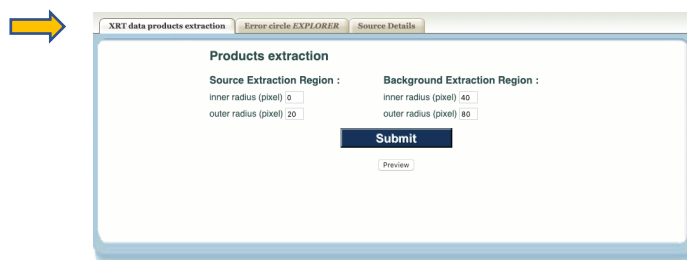 XRT data products extraction Error circle EXPLORER Source Details
Products extraction
Source Extraction Region : Background Extraction Region :
inner radius (pixel) 0 inner radius (pixel) 40
outer radius (pixel) 20 outer radius (pixel) 80
Submit
Preview